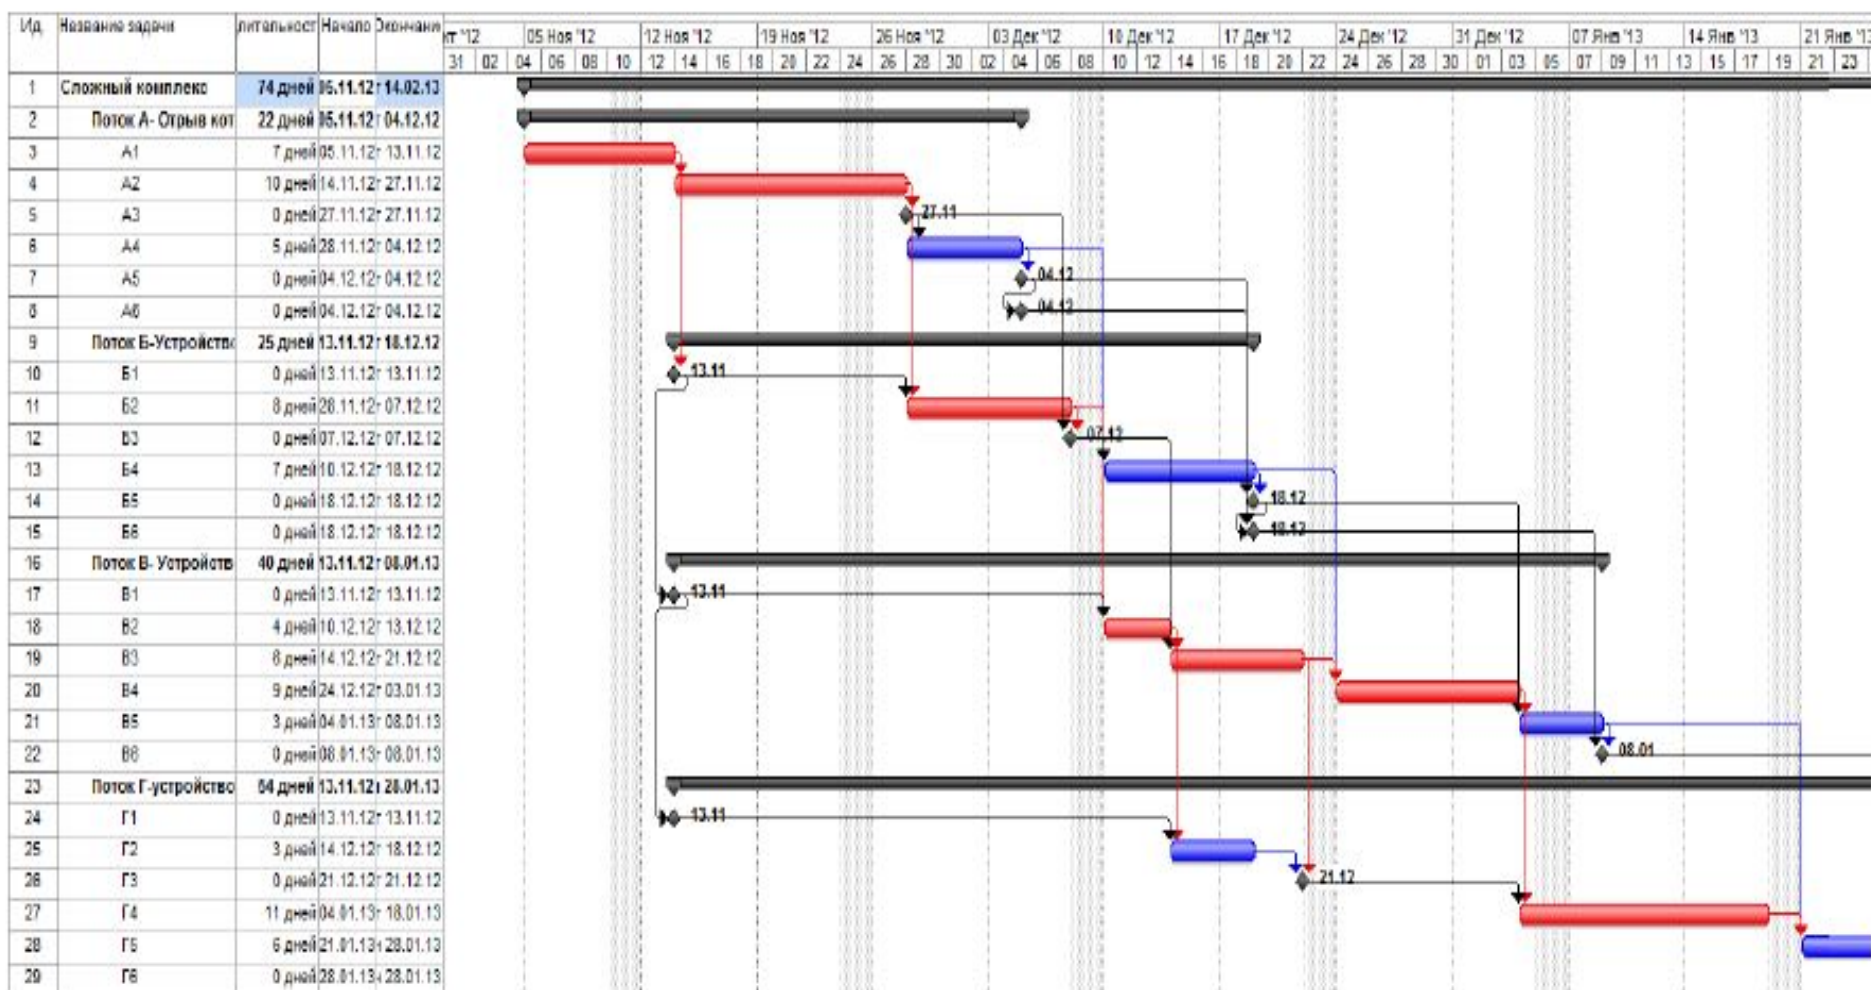 Ид Название задачи лительност Начало Окончани
кт '12 05 Ноя '12 12 Ноя '12 19 Ноя '12 26 Ноя '12 03 Дек '12 10 Дек '12 17 Дек '12 24 Дек '12 31 Дек '12 07 Янв '13 14 Янв '13 21 Янв '13
31 02 04 06 08 10 12 14 16 18 20 22 24 26 28 30 02 04 06 08 10 12 14 16 18 20 22 24 26 28 30 01 03 05 07 09 11 13 15 17 19 21 23
1 Сложный комплекс 74 дней 05.11.12 14.02.13
2 Поток А- Отрыв кот 22 дней 05.11.12 04.12.12
3 А1 7 дней 05.11.12 13.11.12
4 А2 10 дней 14.11.12 27.11.12
5 А3 0 дней 27.11.12 27.11.12 27.11
6 А4 5 дней 28.11.12 04.12.12
7 А5 0 дней 04.12.12 04.12.12 04.12
8 А6 0 дней 04.12.12 04.12.12 04.12
9 Поток Б-Устройств 25 дней 13.11.12 18.12.12
10 Б1 0 дней 13.11.12 13.11.12 13.11
11 Б2 8 дней 28.11.12 07.12.12
12 Б3 0 дней 07.12.12 07.12.12 07.12
13 Б4 7 дней 10.12.12 18.12.12
14 Б5 0 дней 18.12.12 18.12.12 18.12
15 Б6 0 дней 18.12.12 18.12.12 18.12
16 Поток В- Устройств 40 дней 13.11.12 08.01.13
17 В1 0 дней 13.11.12 13.11.12 13.11
18 В2 4 дней 10.12.12 13.12.12
19 В3 6 дней 14.12.12 21.12.12
20 В4 9 дней 24.12.12 03.01.13
21 В5 3 дней 04.01.13 08.01.13
22 В6 0 дней 08.01.13 08.01.13 08.01
23 Поток Г-устройство 54 дней 13.11.12 28.01.13
24 Г1 0 дней 13.11.12 13.11.12 13.11
25 Г2 3 дней 14.12.12 18.12.12
26 Г3 0 дней 21.12.12 21.12.12 21.12
27 Г4 11 дней 04.01.13 18.01.13
28 Г5 6 дней 21.01.13 28.01.13
29 Г6 0 дней 28.01.13 28.01.13